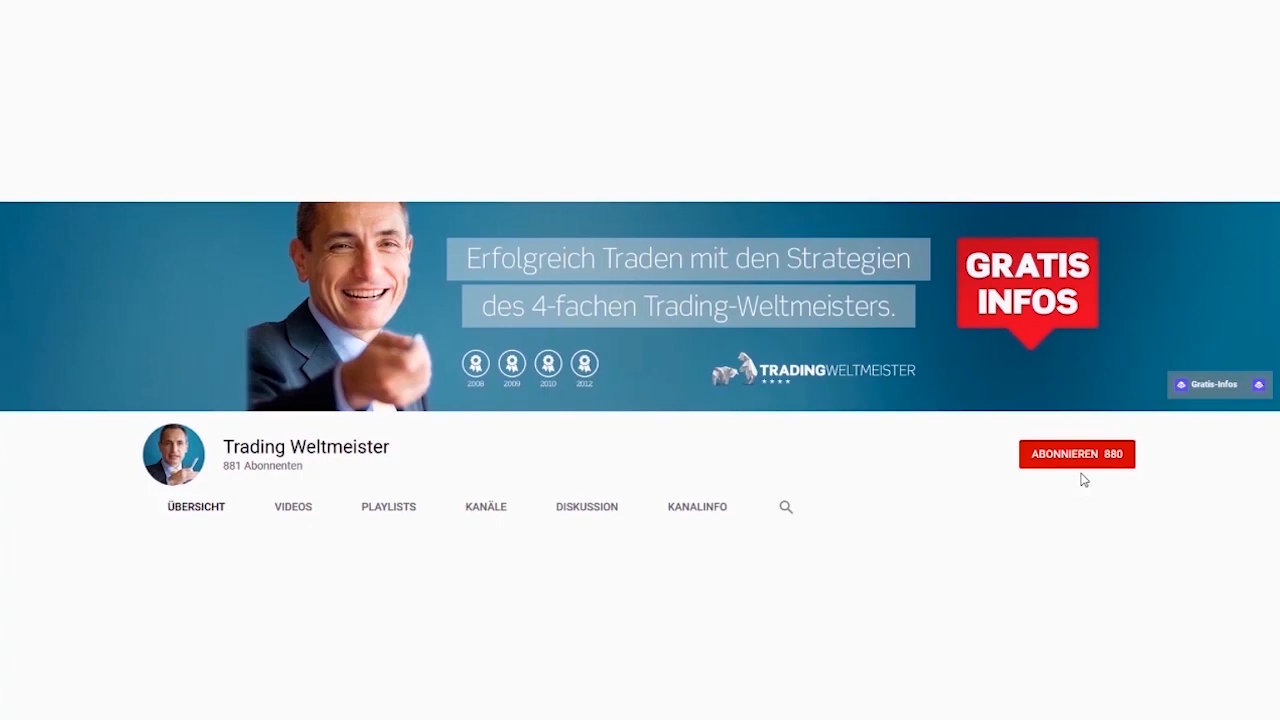 Erfolgreich Traden mit den Strategien
des 4-fachen Trading-Weltmeisters.
GRATIS
INFOS
2008 2009 2010 2012
TRADINGWELTMEISTER
Gratis-Infos
Trading Weltmeister
881 Abonnenten
ABONNIEREN 880
ÜBERSICHT VIDEOS PLAYLISTS KANÄLE DISKUSSION KANALINFO